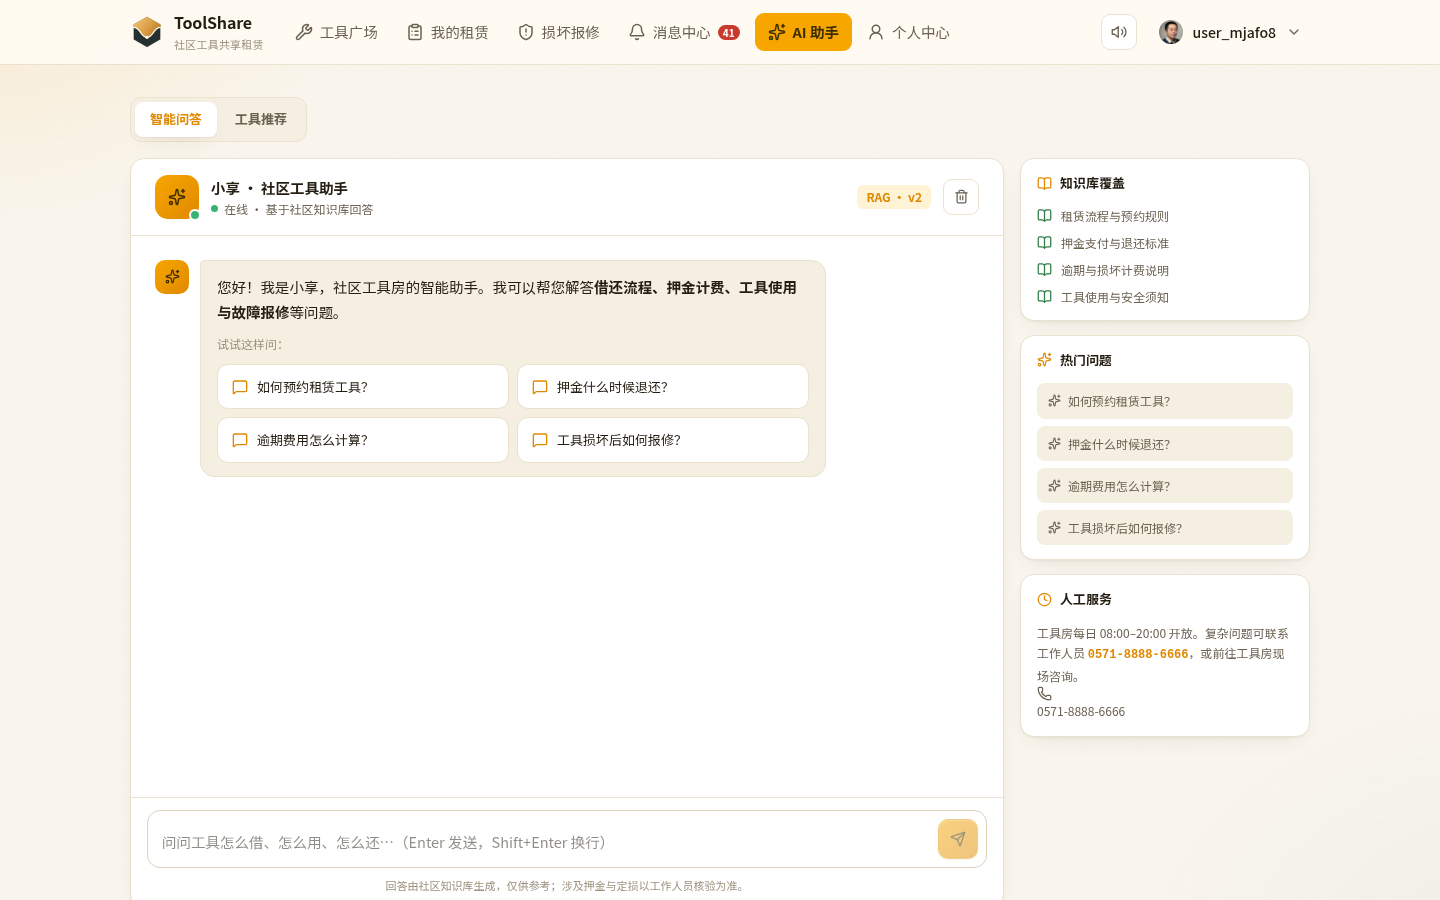 ToolShare
社区工具共享租赁
工具广场
我的租赁
损坏报修
消息中心 41
AI 助手
个人中心
user_mjafo8
智能问答
工具推荐
小享 · 社区工具助手
在线 · 基于社区知识库回答
RAG · v2
您好！我是小享，社区工具房的智能助手。我可以帮您解答借还流程、押金计费、工具使用
与故障报修等问题。
试试这样问：
如何预约租赁工具？
押金什么时候退还？
逾期费用怎么计算？
工具损坏后如何报修？
问问工具怎么借、怎么用、怎么还…（Enter 发送，Shift+Enter 换行）
回答由社区知识库生成，仅供参考；涉及押金与定损以工作人员核验为准。
知识库覆盖
租赁流程与预约规则
押金支付与退还标准
逾期与损坏计费说明
工具使用与安全须知
热门问题
如何预约租赁工具？
押金什么时候退还？
逾期费用怎么计算？
工具损坏后如何报修？
人工服务
工具房每日 08:00–20:00 开放。复杂问题可联系
工作人员 0571-8888-6666，或前往工具房现
场咨询。
0571-8888-6666